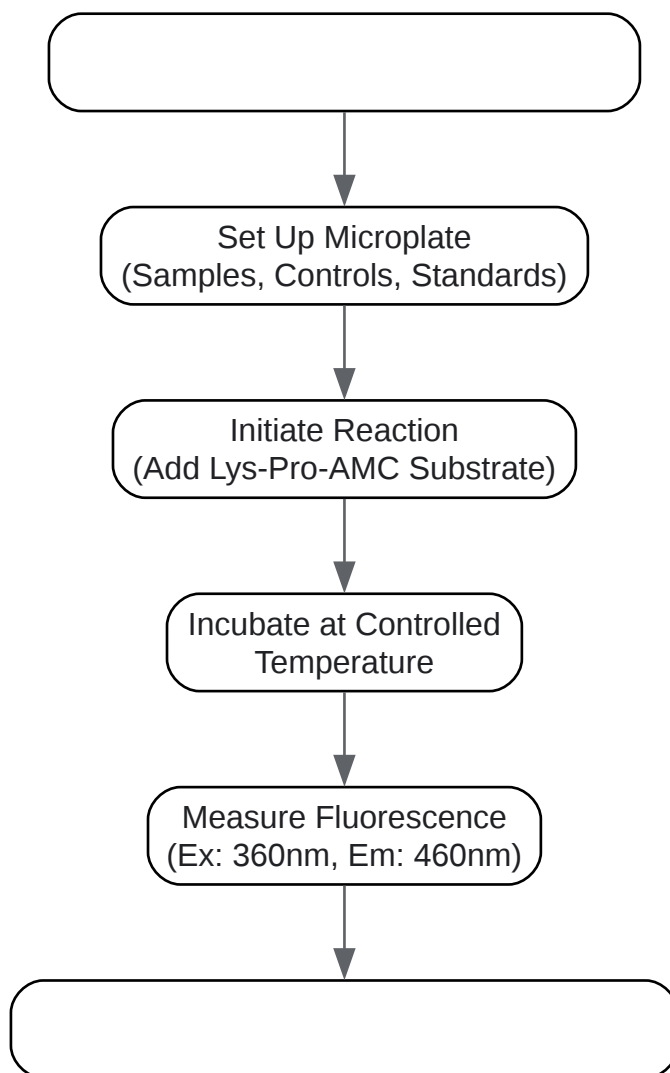 Set Up Microplate
(Samples, Controls, Standards)
Initiate Reaction
(Add Lys-Pro-AMC Substrate)
Incubate at Controlled
Temperature
Measure Fluorescence
(Ex: 360nm, Em: 460nm)